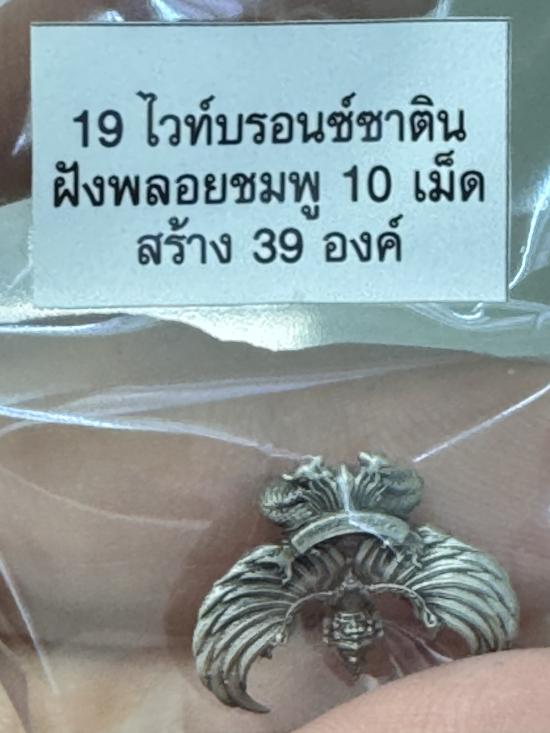 19 ไวท์บรอนซ์ซาติน
ฝังพลอยชมพู 10 เม็ด
สร้าง 39 องค์